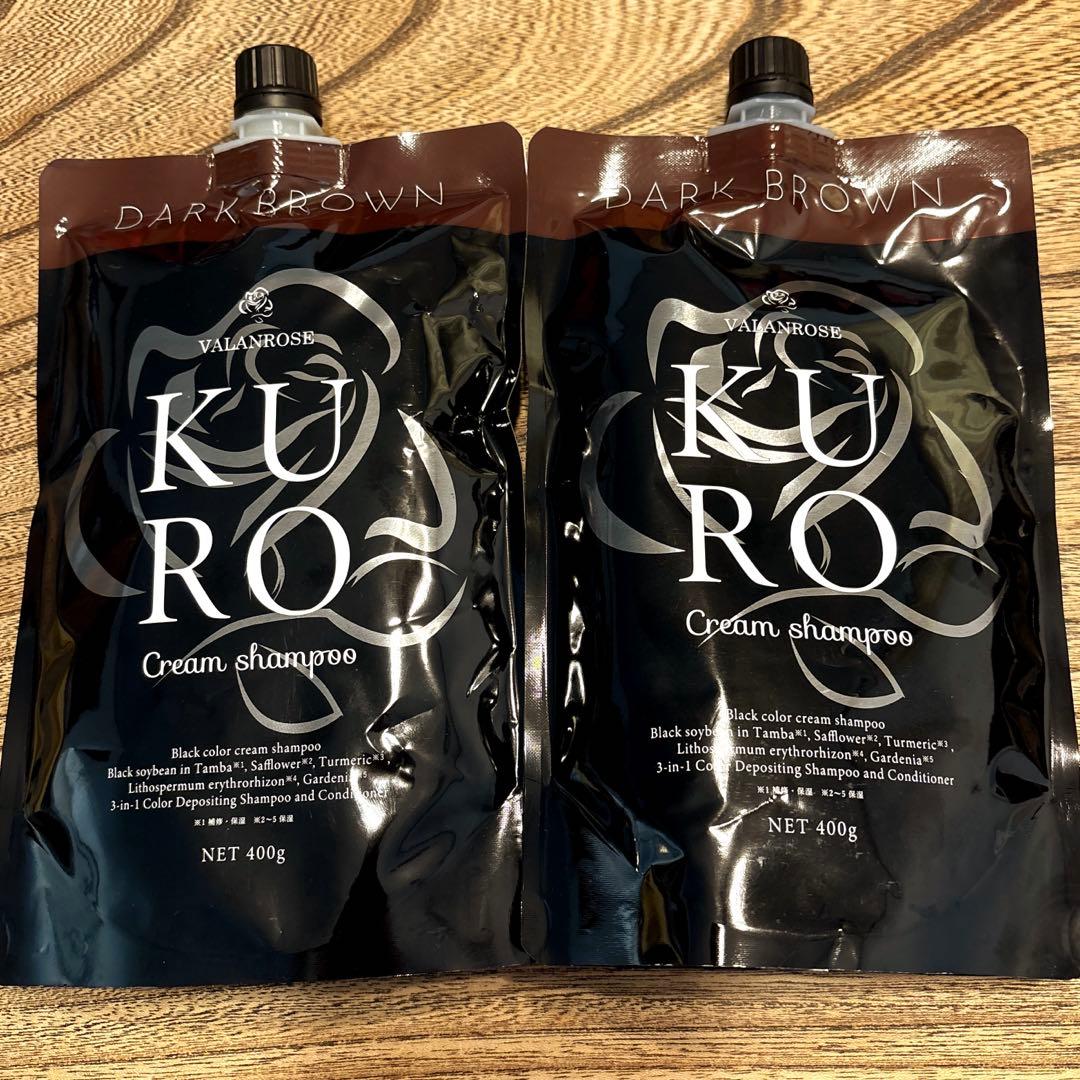 DARK BROWN
VALANROSE
KU
RO
Cream shampoo
Black color cream shampoo
Black soybean in Tamba※1, Safflower※2, Turmeric※3,
Lithospermum erythrorhizon※4, Gardenia※5
3-in-1 Color Depositing Shampoo and Conditioner
※1 補修・保湿 ※2～5 保湿
NET 400g
DARK BROWN
VALANROSE
KU
RO
Cream shampoo
Black color cream shampoo
Black soybean in Tamba※1, Safflower※2, Turmeric※3,
Lithospermum erythrorhizon※4, Gardenia※5
3-in-1 Color Depositing Shampoo and Conditioner
※1 補修・保湿 ※2～5 保湿
NET 400g